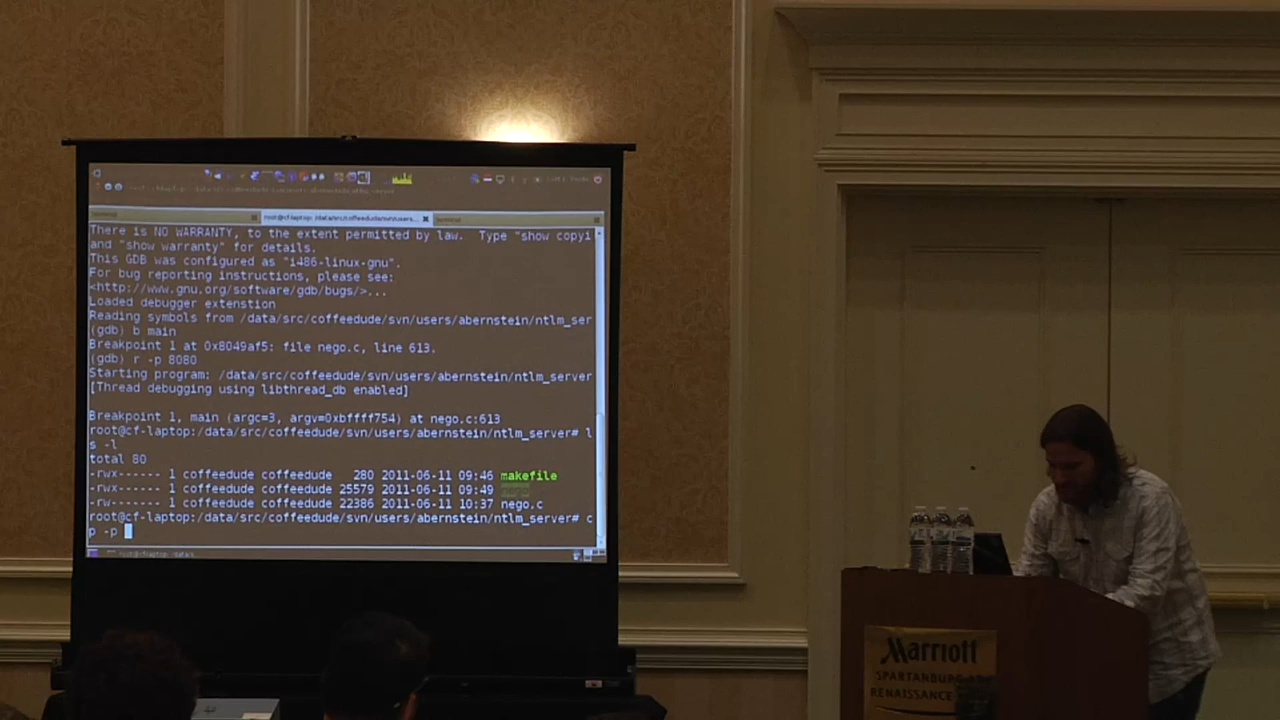 There is NO WARRANTY, to the extent permitted by law. Type "show copyi
and "show warranty" for details.
This GDB was configured as "i486-linux-gnu".
For bug reporting instructions, please see:
<http://www.gnu.org/software/gdb/bugs/>...
Loaded debugger extenstion
Reading symbols from /data/src/coffeedude/svn/users/abernstein/ntlm_ser
(gdb) b main
Breakpoint 1 at 0x8049af5: file nego.c, line 613.
(gdb) r -p 8080
Starting program: /data/src/coffeedude/svn/users/abernstein/ntlm_server
[Thread debugging using libthread_db enabled]
Breakpoint 1, main (argc=3, argv=0xbffff754) at nego.c:613
root@cf-laptop:/data/src/coffeedude/svn/users/abernstein/ntlm_server# l
s -l
total 80
-rwx------ 1 coffeedude coffeedude 280 2011-06-11 09:46 makefile
-rwx------ 1 coffeedude coffeedude 25579 2011-06-11 09:49
-rw------- 1 coffeedude coffeedude 22386 2011-06-11 10:37 nego.c
root@cf-laptop:/data/src/coffeedude/svn/users/abernstein/ntlm_server# c
p -p
Marriott
SPARTANBURG
RENAISSANCE